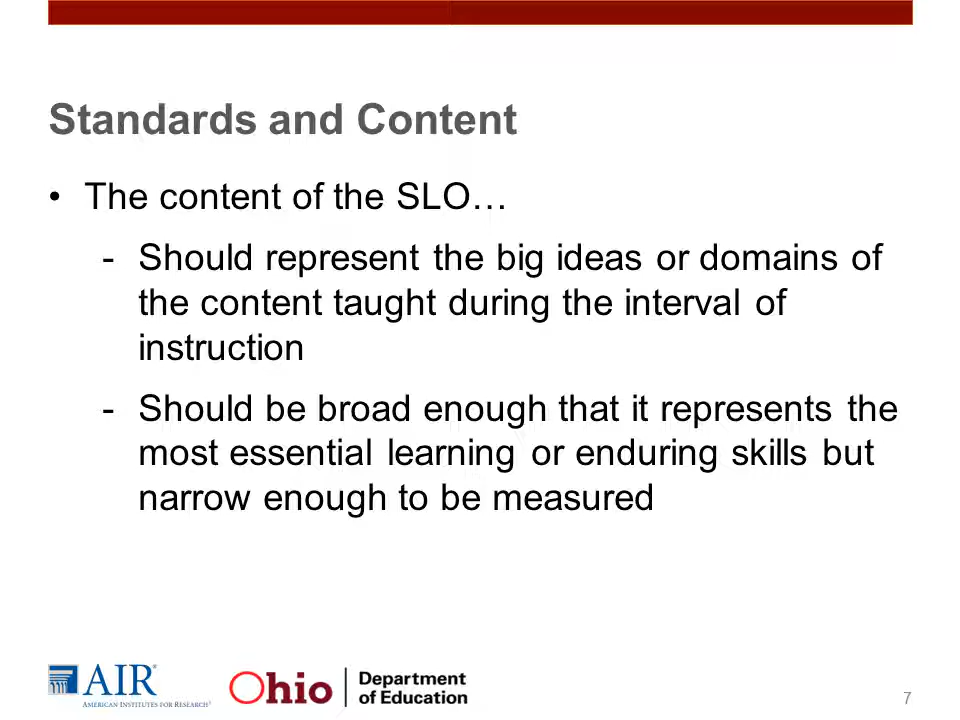 Standards and Content
• The content of the SLO…
- Should represent the big ideas or domains of
the content taught during the interval of
instruction
- Should be broad enough that it represents the
most essential learning or enduring skills but
narrow enough to be measured
AIR®
AMERICAN INSTITUTES FOR RESEARCH®
Ohio
Department
of Education
7